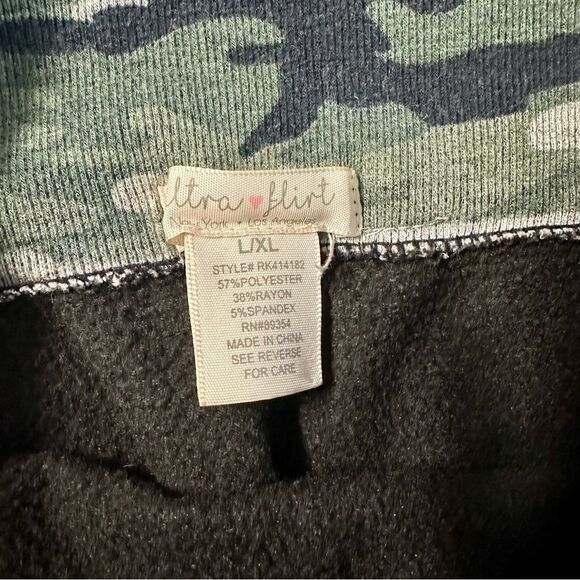 ltra flirt
New York • Los Angeles
L/XL
STYLE# RK414182
57%POLYESTER
38%RAYON
5%SPANDEX
RN#89354
MADE IN CHINA
SEE REVERSE
FOR CARE